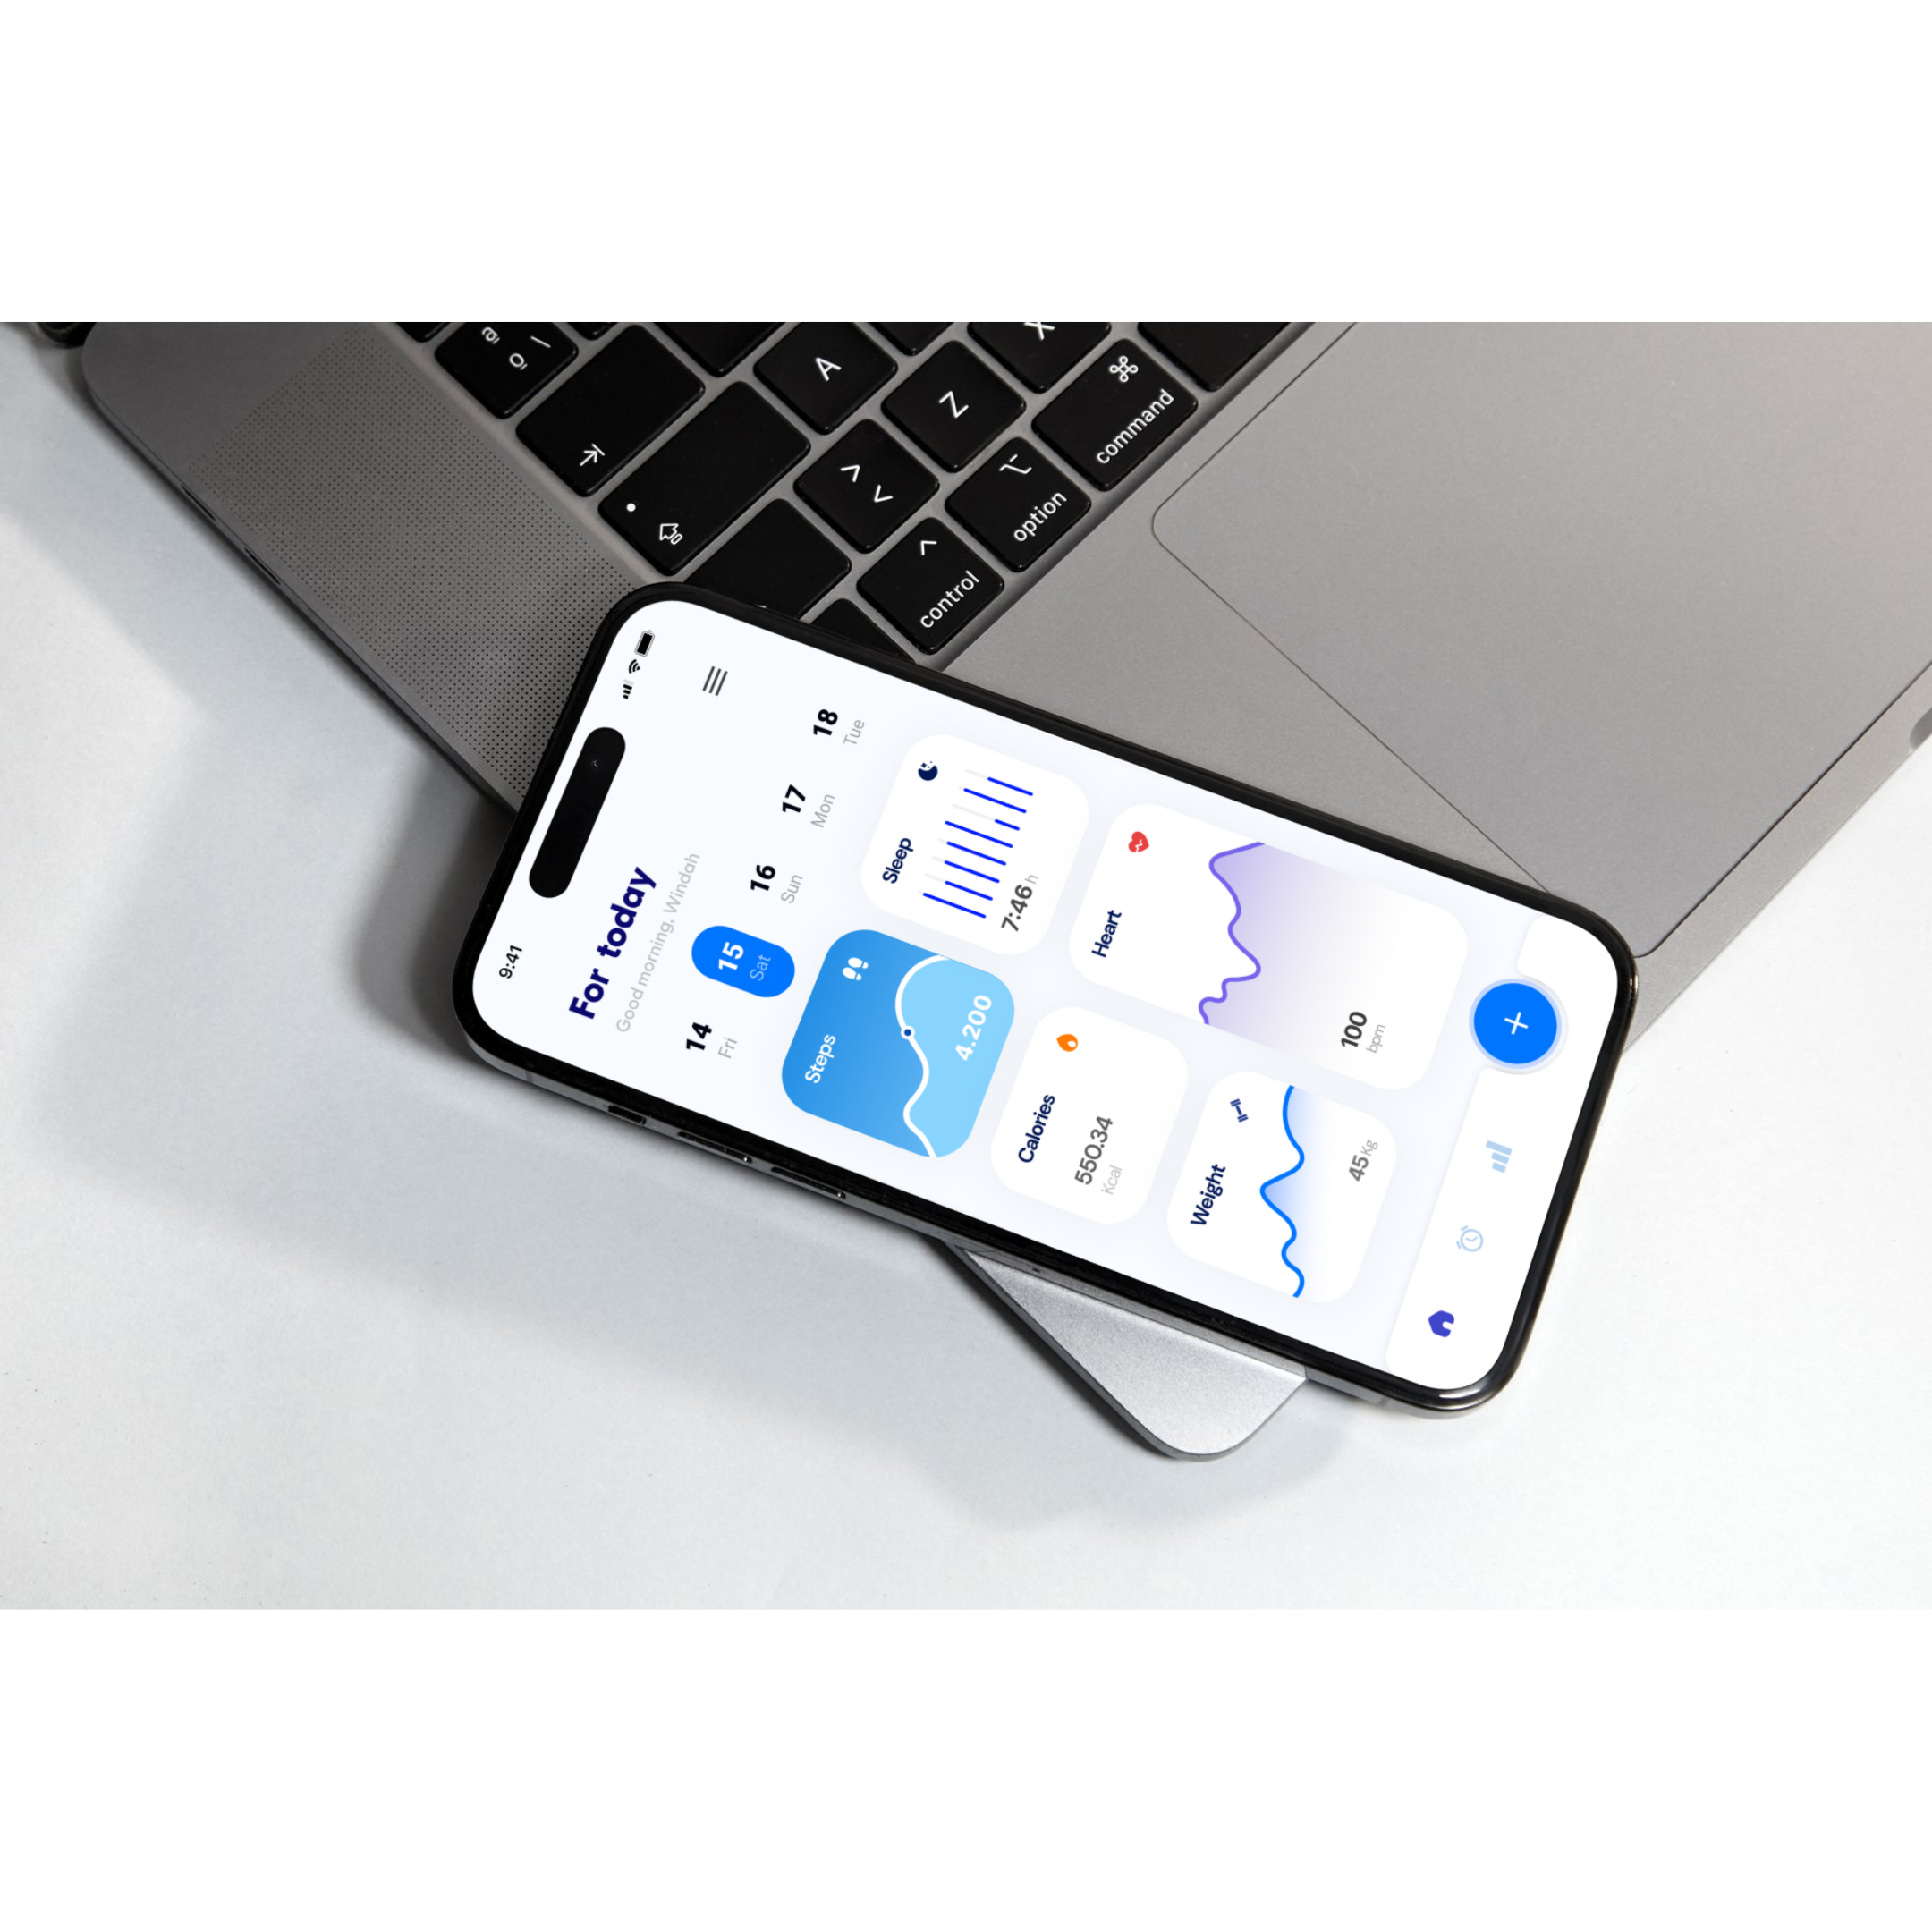 9:41
For today
Good morning, Windah
14 15 16 17 18
Fri Sat Sun Mon Tue
Steps
4.200
Sleep
7:46 h
Calories
550.34
Kcal
Heart
100
bpm
Weight
45 Kg
+
ª º \
A
Z
X
> <
^
control
option
⌘
command